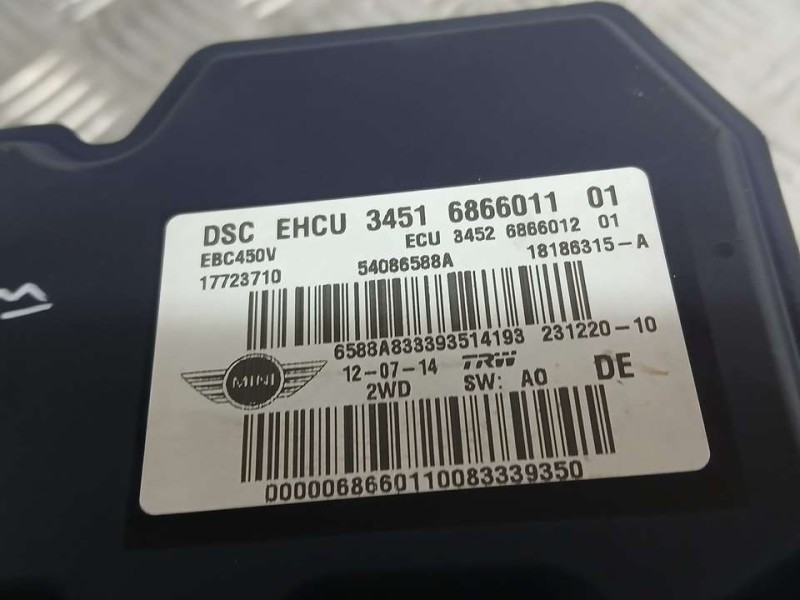 DSC EHCU 3451 6866011 01
EBC450V ECU 3452 6866012 01
17723710 54086588A 18186315-A
6588A833393514193 231220-10
MINI 12-07-14 TRW DE
2WD SW: A0
0000068660110083339350